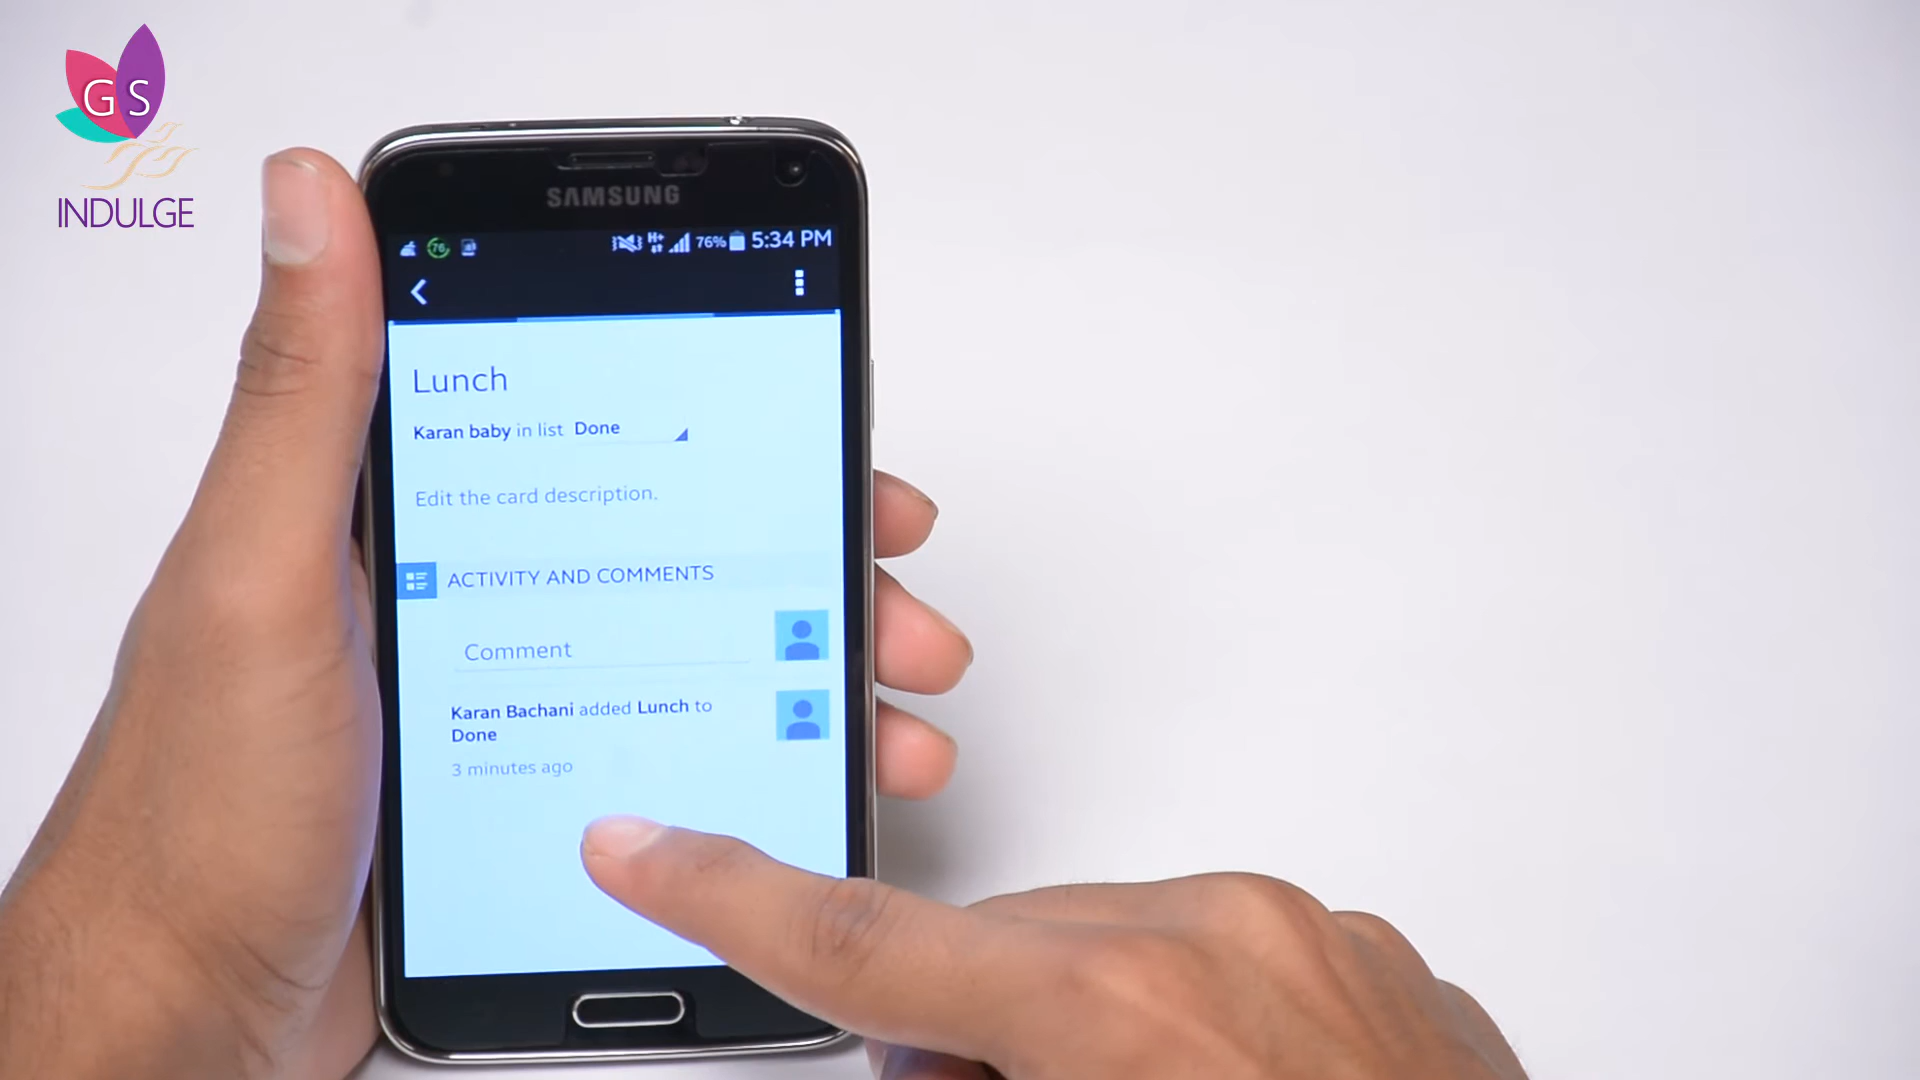 GS
INDULGE
SAMSUNG
76 H+ 76% 5:34 PM
Lunch
Karan baby in list Done
Edit the card description.
ACTIVITY AND COMMENTS
Comment
Karan Bachani added Lunch to
Done
3 minutes ago